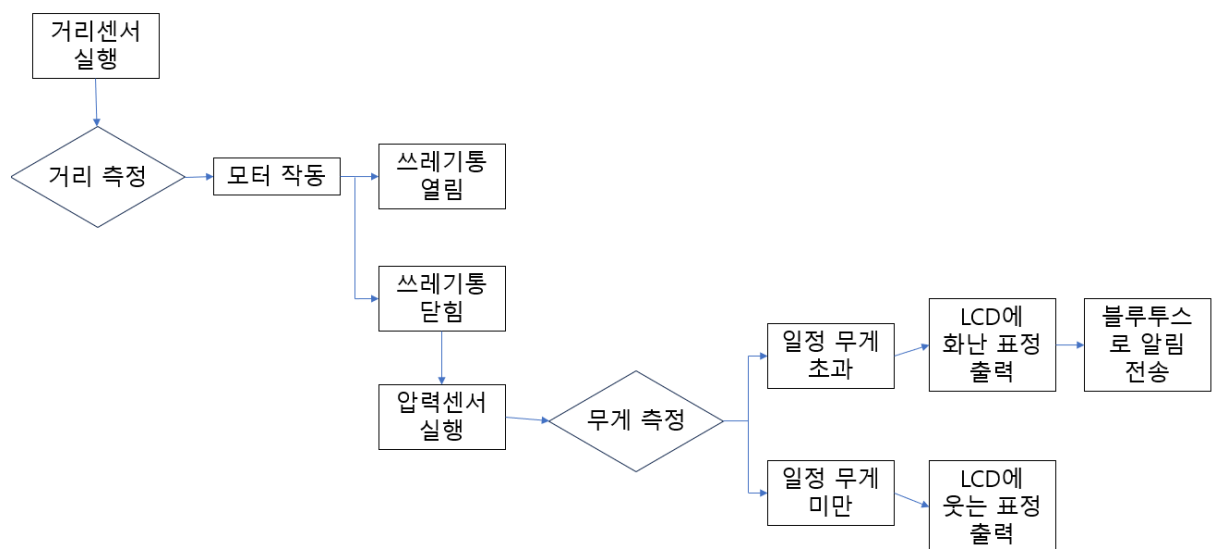 거리센서
실행
거리 측정
모터 작동
쓰레기통
열림
쓰레기통
닫힘
압력센서
실행
무게 측정
일정 무게
초과
LCD에
화난 표정
출력
블루투스
로 알림
전송
일정 무게
미만
LCD에
웃는 표정
출력